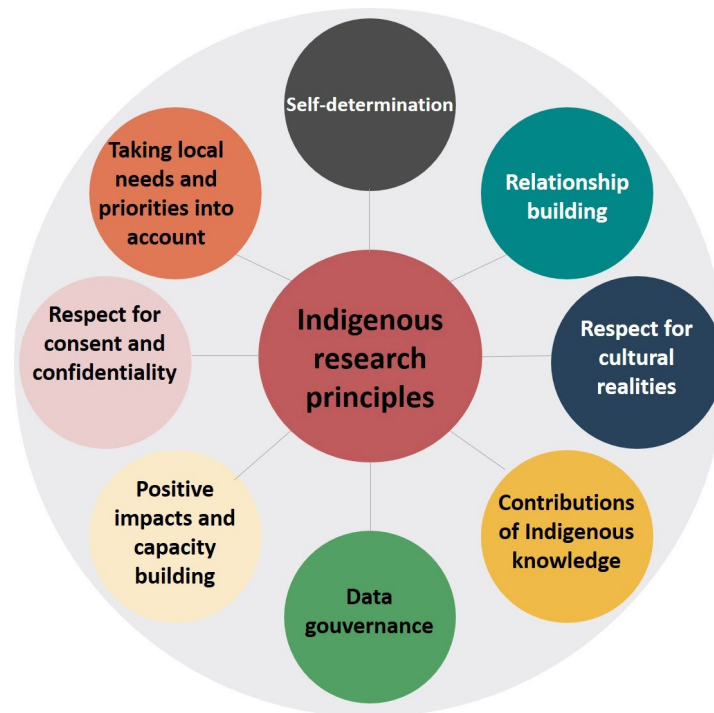 Self-determination
Relationship
building
Respect for
cultural
realities
Contributions
of Indigenous
knowledge
Data
gouvernance
Positive
impacts and
capacity
building
Respect for
consent and
confidentiality
Taking local
needs and
priorities into
account
Indigenous
research
principles